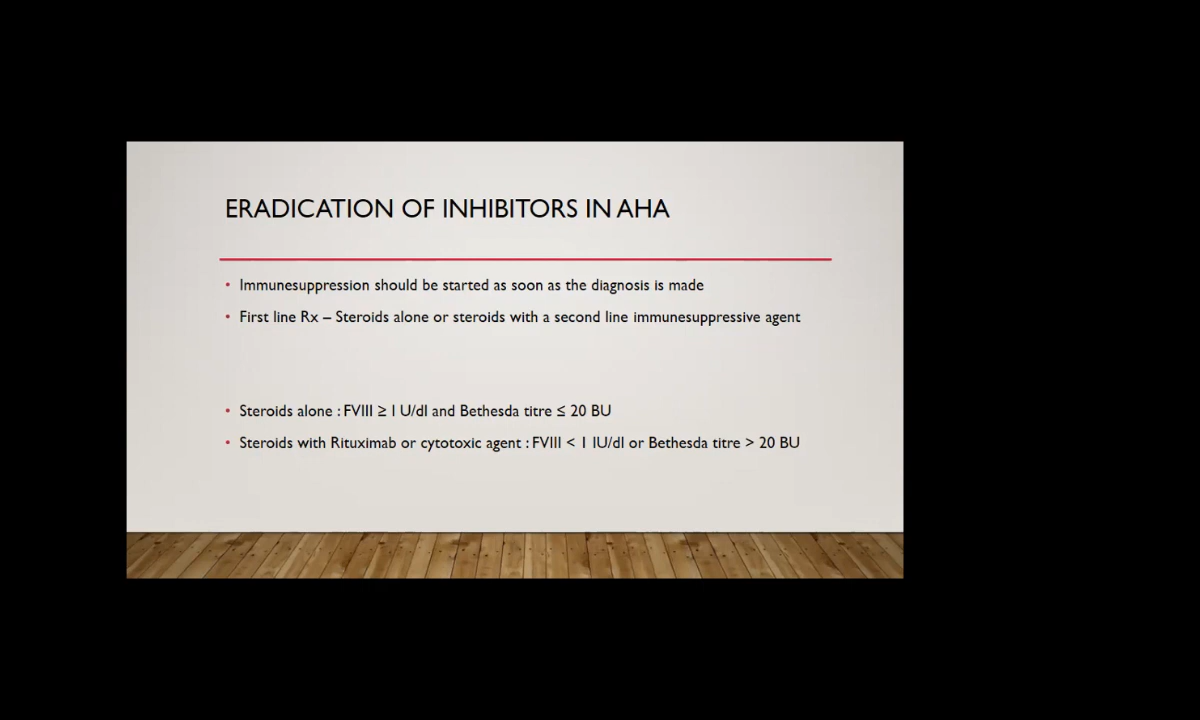 ERADICATION OF INHIBITORS IN AHA
• Immunesuppression should be started as soon as the diagnosis is made
• First line Rx – Steroids alone or steroids with a second line immunesuppressive agent
• Steroids alone : FVIII ≥ I U/dl and Bethesda titre ≤ 20 BU
• Steroids with Rituximab or cytotoxic agent : FVIII < 1 IU/dl or Bethesda titre > 20 BU